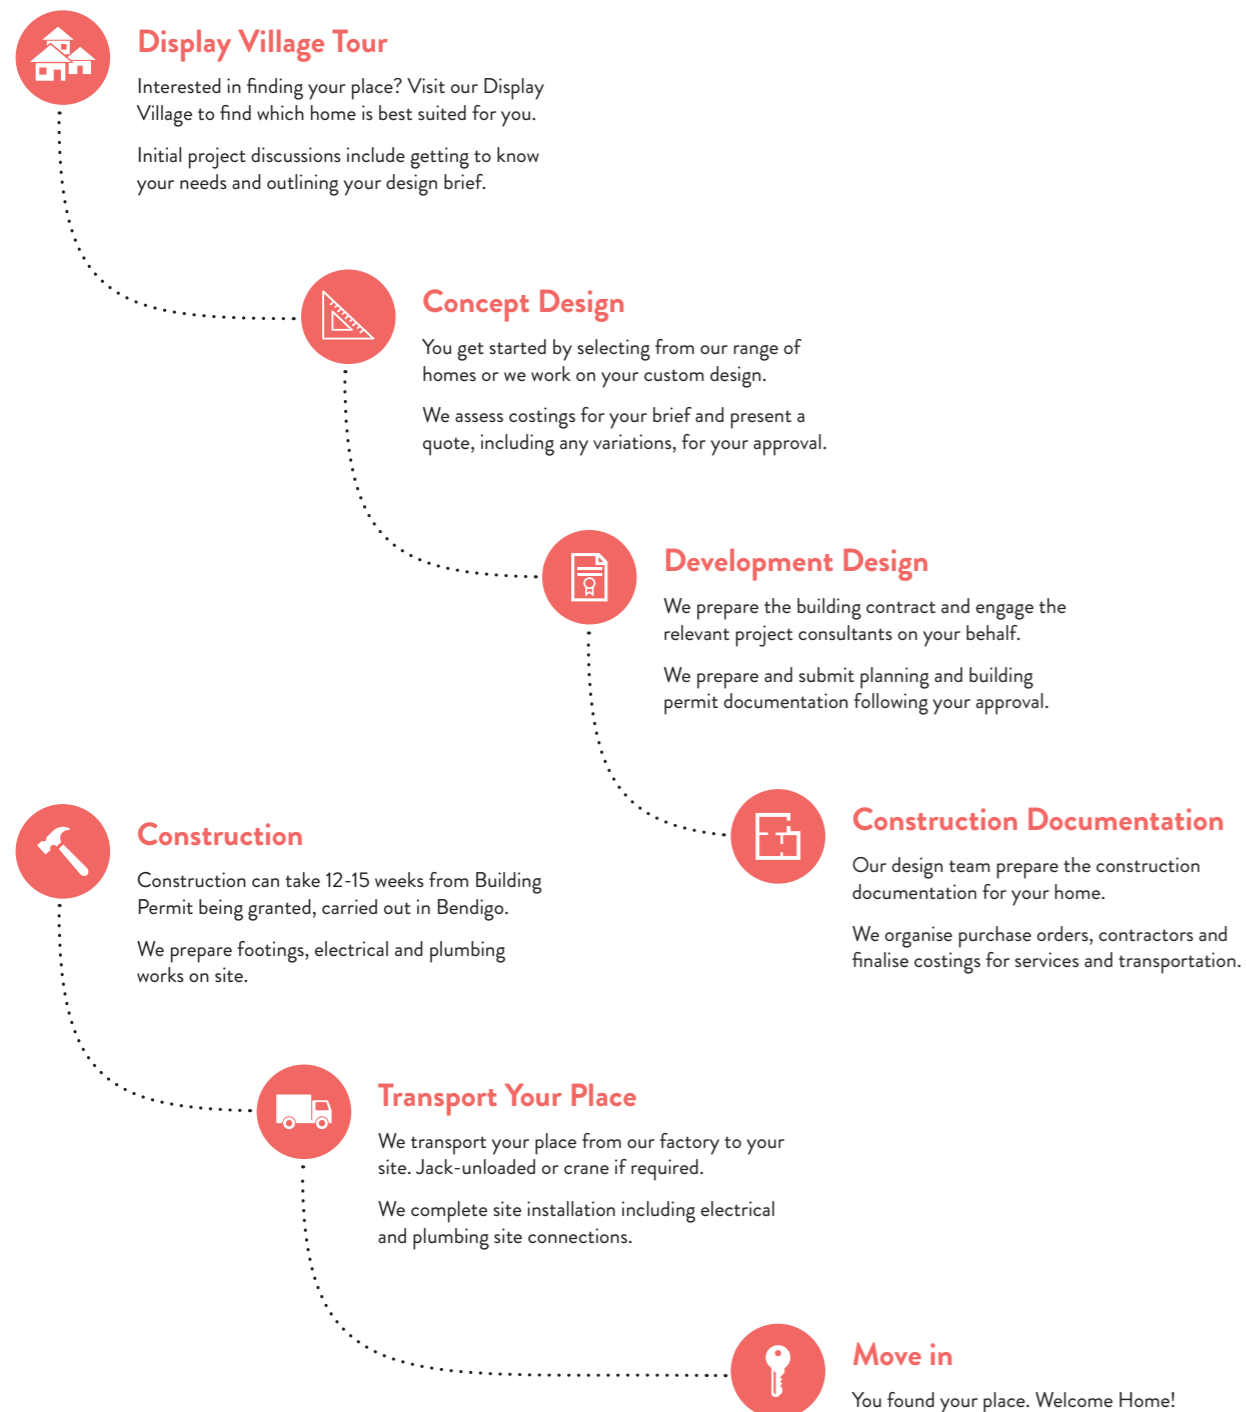 Display Village Tour
Interested in finding your place? Visit our Display
Village to find which home is best suited for you.
Initial project discussions include getting to know
your needs and outlining your design brief.
Concept Design
You get started by selecting from our range of
homes or we work on your custom design.
We assess costings for your brief and present a
quote, including any variations, for your approval.
Development Design
We prepare the building contract and engage the
relevant project consultants on your behalf.
We prepare and submit planning and building
permit documentation following your approval.
Construction Documentation
Our design team prepare the construction
documentation for your home.
We organise purchase orders, contractors and
finalise costings for services and transportation.
Construction
Construction can take 12-15 weeks from Building
Permit being granted, carried out in Bendigo.
We prepare footings, electrical and plumbing
works on site.
Transport Your Place
We transport your place from our factory to your
site. Jack-unloaded or crane if required.
We complete site installation including electrical
and plumbing site connections.
Move in
You found your place. Welcome Home!